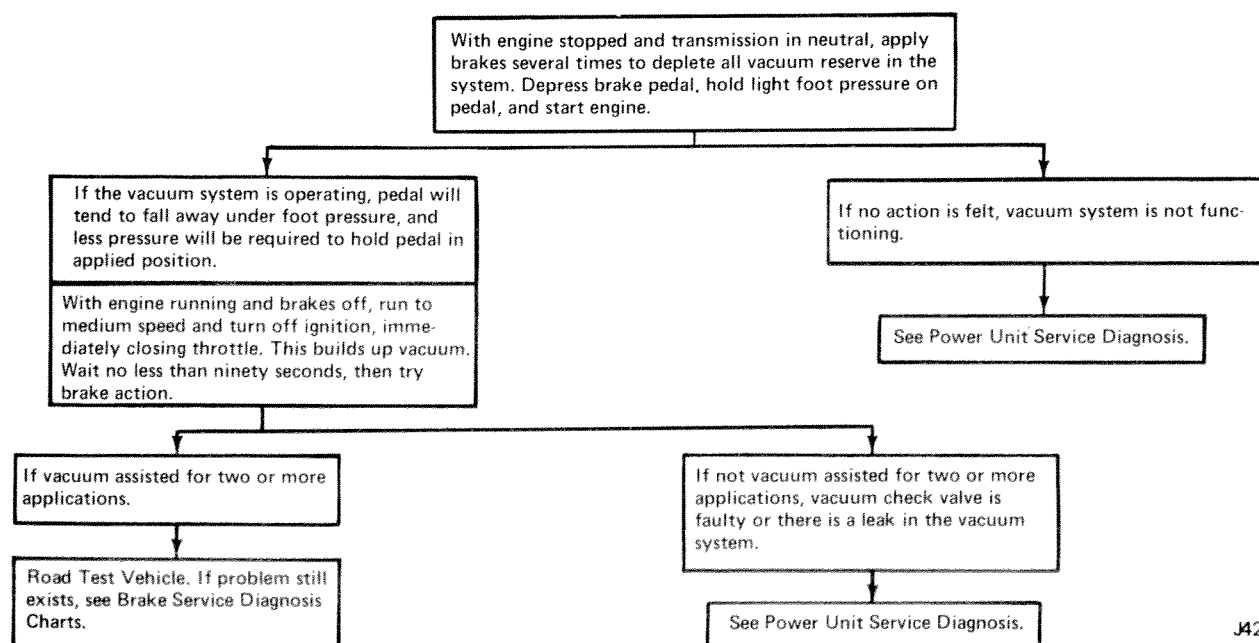 With engine stopped and transmission in neutral, apply
brakes several times to deplete all vacuum reserve in the
system. Depress brake pedal, hold light foot pressure on
pedal, and start engine.
If the vacuum system is operating, pedal will
tend to fall away under foot pressure, and
less pressure will be required to hold pedal in
applied position.
If no action is felt, vacuum system is not func-
tioning.
With engine running and brakes off, run to
medium speed and turn off ignition, imme-
diately closing throttle. This builds up vacuum.
Wait no less than ninety seconds, then try
brake action.
See Power Unit Service Diagnosis.
If vacuum assisted for two or more
applications.
If not vacuum assisted for two or more
applications, vacuum check valve is
faulty or there is a leak in the vacuum
system.
Road Test Vehicle. If problem still
exists, see Brake Service Diagnosis
Charts.
See Power Unit Service Diagnosis.
J42